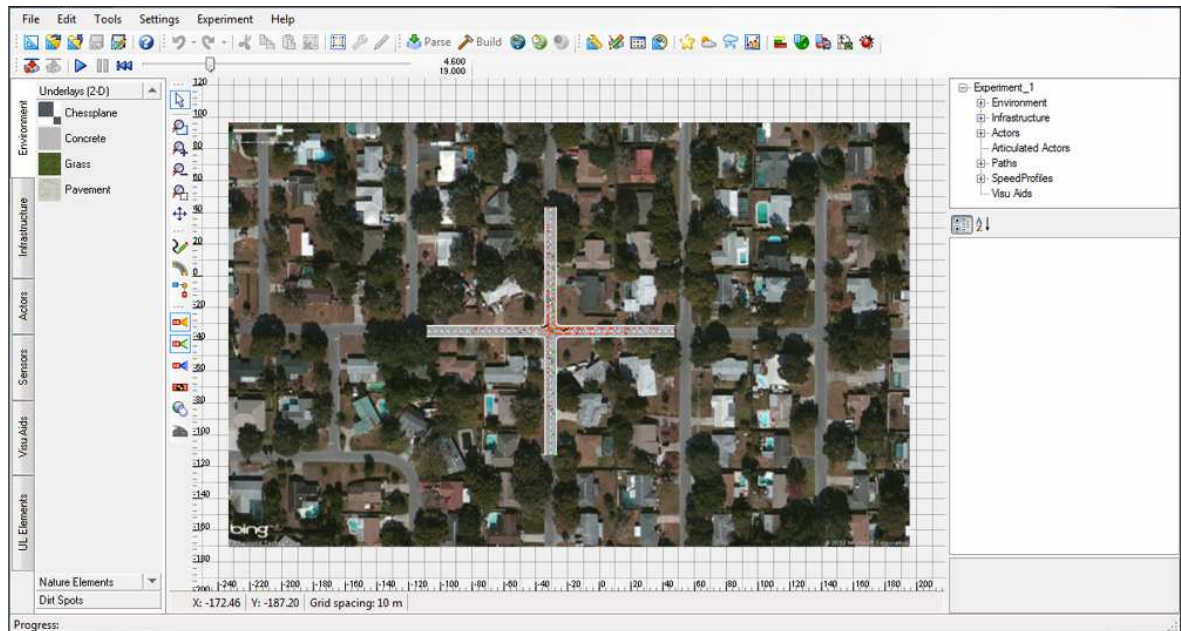 File Edit Tools Settings Experiment Help
Parse Build
4.600
19.000
Environment
Infrastructure
Actors
Sensors
Visu Aids
UL Elements
Underlays (2-D)
Chessplane
Concrete
Grass
Pavement
Nature Elements
Dirt Spots
120
100
80
60
40
20
0
-20
-40
-60
-80
-100
-120
-140
-160
-180
-200
bing
-240 -220 -200 -180 -160 -140 -120 -100 -80 -60 -40 -20 0 20 40 60 80 100 120 140 160 180 200
X: -172.46 Y: -187.20 Grid spacing: 10 m
Experiment_1
Environment
Infrastructure
Actors
Articulated Actors
Paths
SpeedProfiles
Visu Aids
Progress: